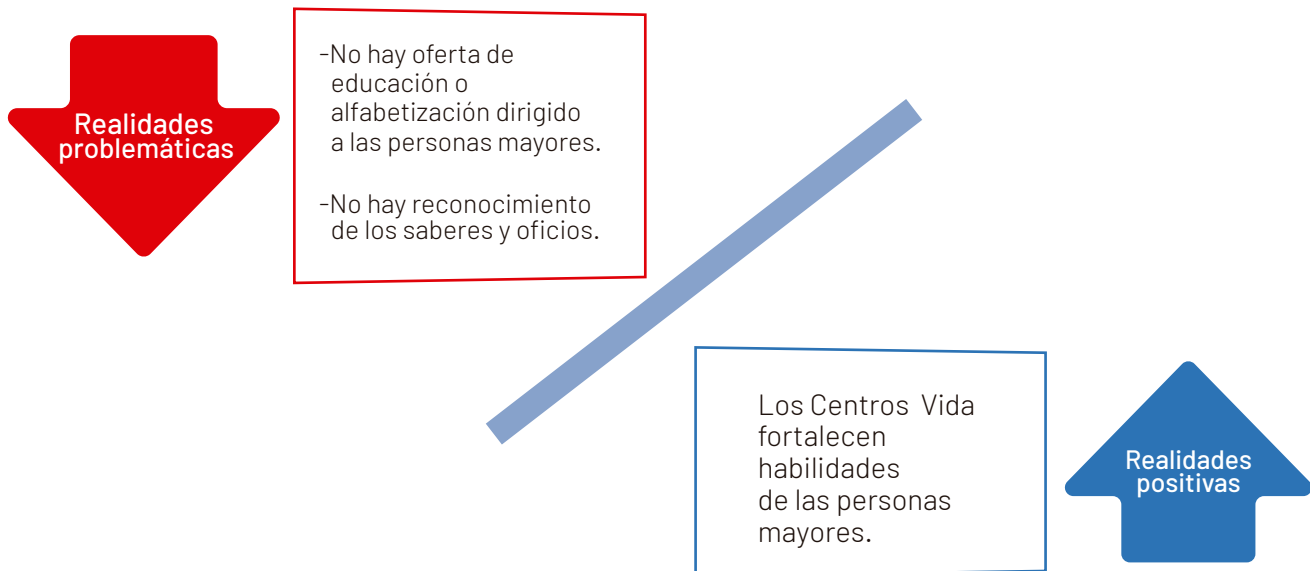 Realidades
problemáticas
-No hay oferta de
educación o
alfabetización dirigido
a las personas mayores.
-No hay reconocimiento
de los saberes y oficios.
Los Centros Vida
fortalecen
habilidades
de las personas
mayores.
Realidades
positivas